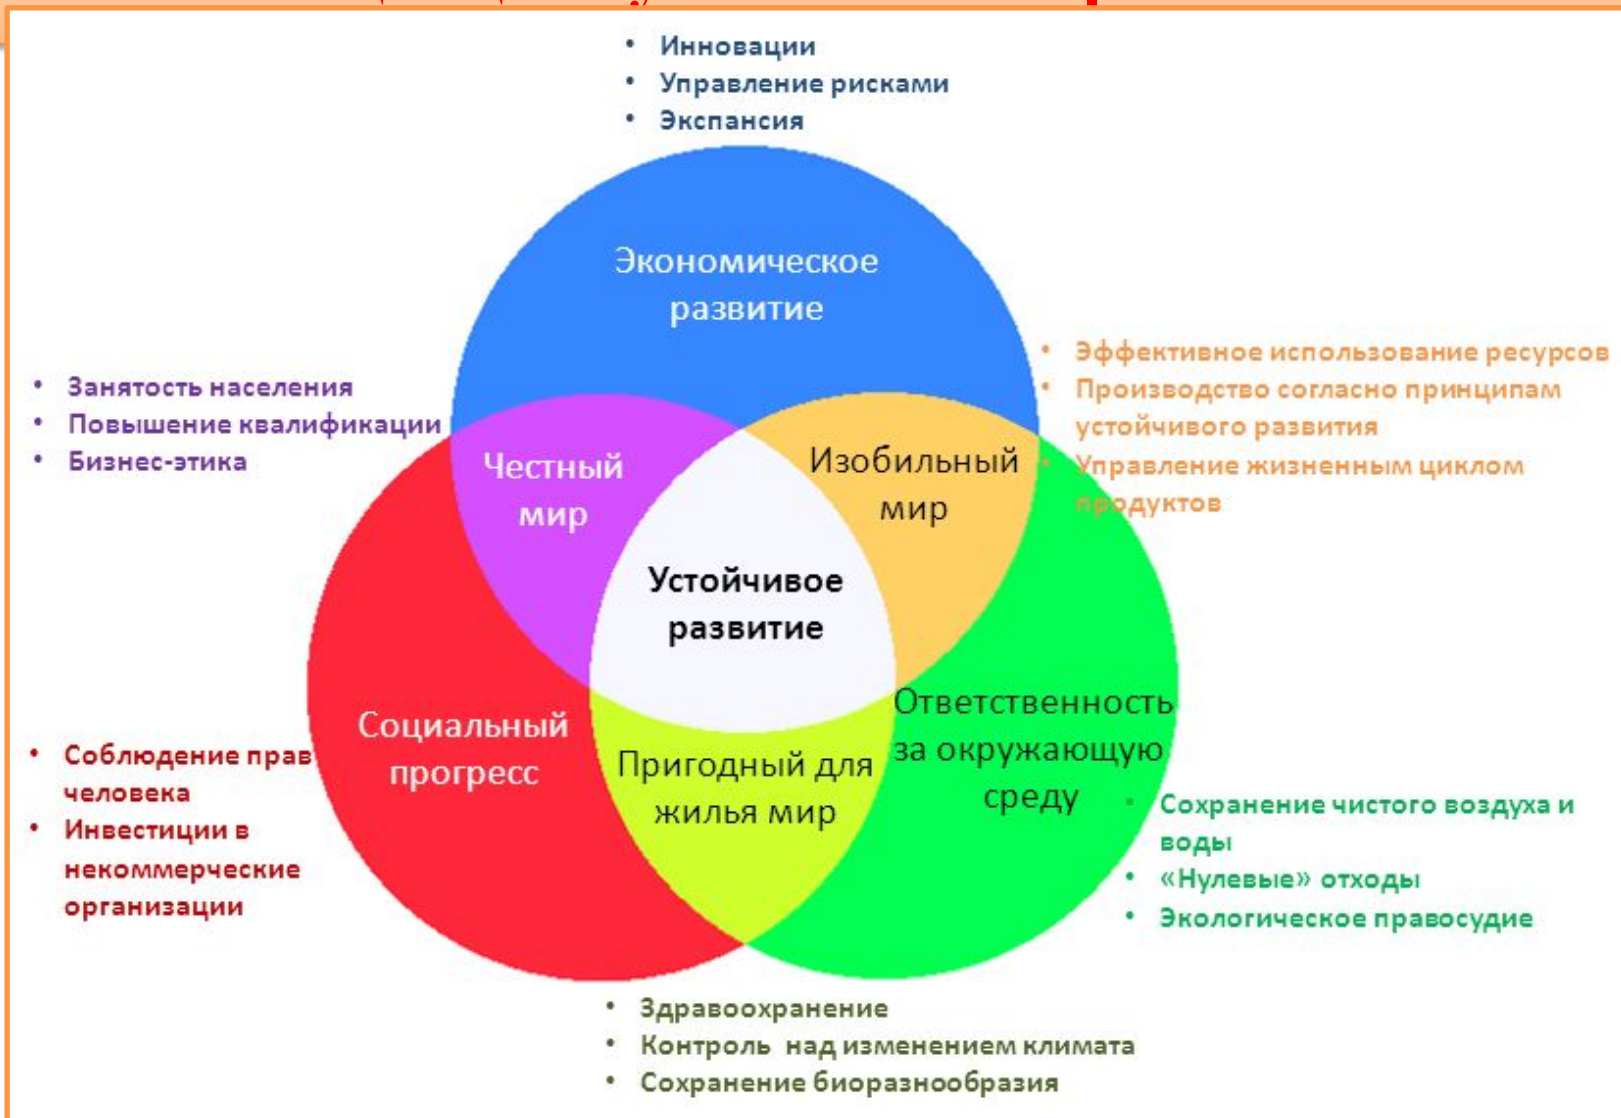 • Инновации
• Управление рисками
• Экспансия
Экономическое
развитие
• Занятость населения
• Повышение квалификации
• Бизнес-этика
• Эффективное использование ресурсов
• Производство согласно принципам
устойчивого развития
• Управление жизненным циклом
продуктов
Честный
мир
Изобильный
мир
Устойчивое
развитие
Социальный
прогресс
Пригодный для
жилья мир
Ответственность
за окружающую
среду
• Соблюдение прав
человека
• Инвестиции в
некоммерческие
организации
• Сохранение чистого воздуха и
воды
• «Нулевые» отходы
• Экологическое правосудие
• Здравоохранение
• Контроль над изменением климата
• Сохранение биоразнообразия